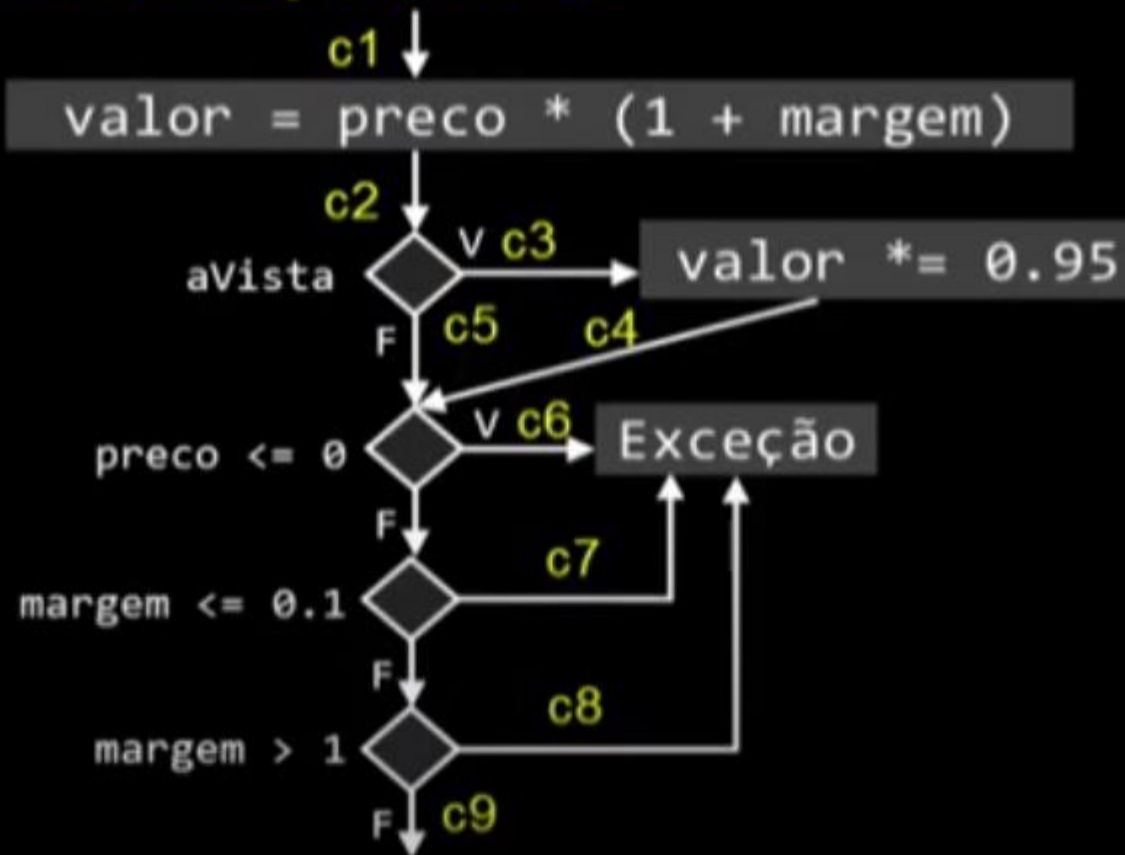 c1
valor = preco * (1 + margem)
c2
V c3
aVista
valor *= 0.95
F c5 c4
V c6
preco <= 0
Exceção
F
c7
margem <= 0.1
F
c8
margem > 1
F c9